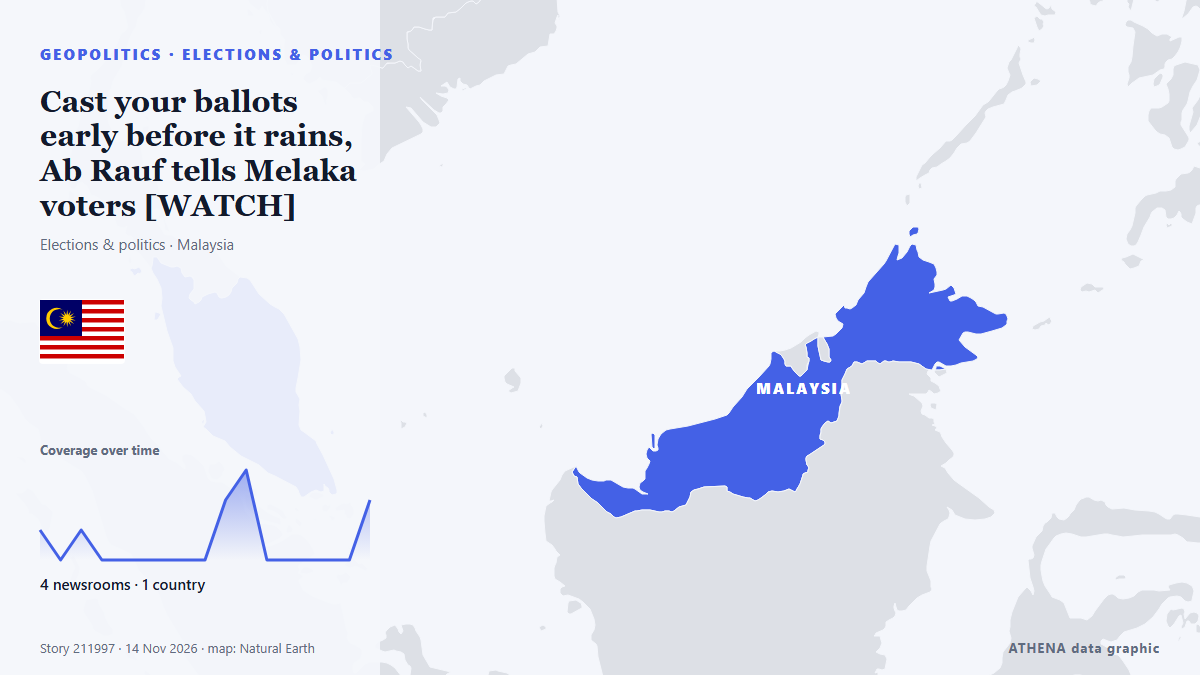 GEOPOLITICS · ELECTIONS & POLITICS
Cast your ballots
early before it rains,
Ab Rauf tells Melaka
voters [WATCH]
Elections & politics · Malaysia
MALAYSIA
Coverage over time
4 newsrooms · 1 country
Story 211997 · 14 Nov 2026 · map: Natural Earth
ATHENA data graphic